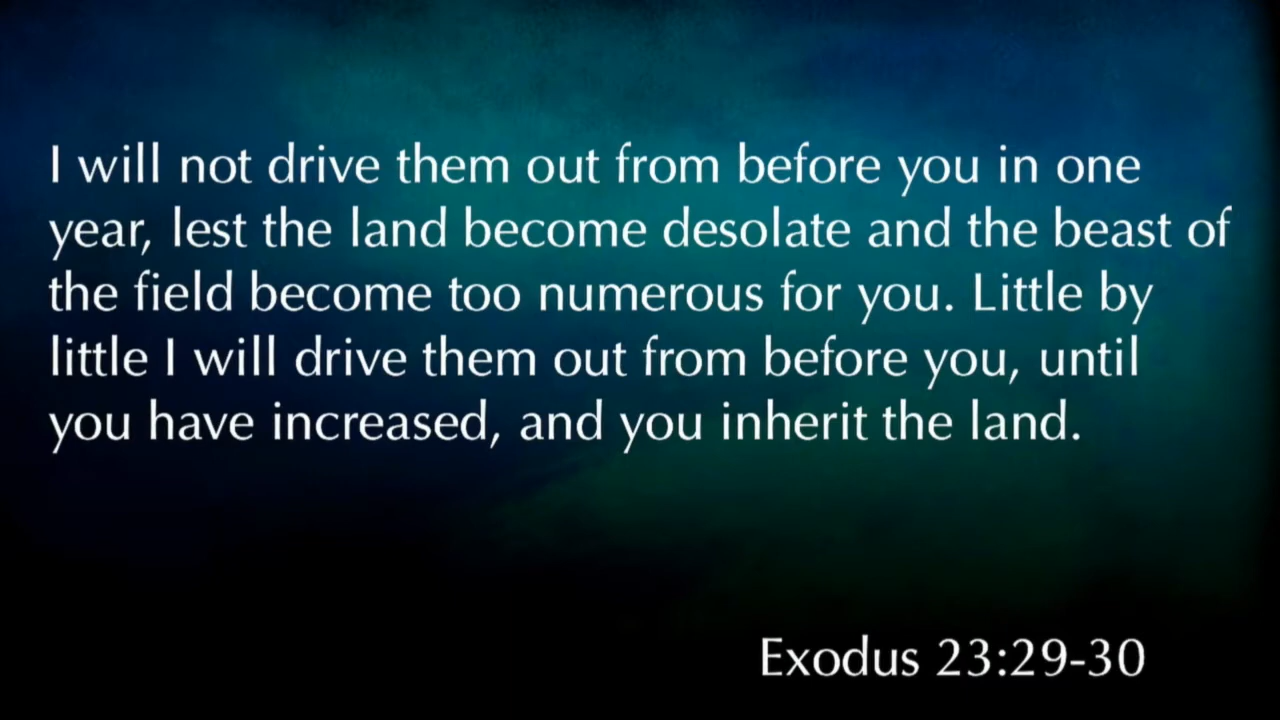 I will not drive them out from before you in one
year, lest the land become desolate and the beast of
the field become too numerous for you. Little by
little I will drive them out from before you, until
you have increased, and you inherit the land.
Exodus 23:29-30